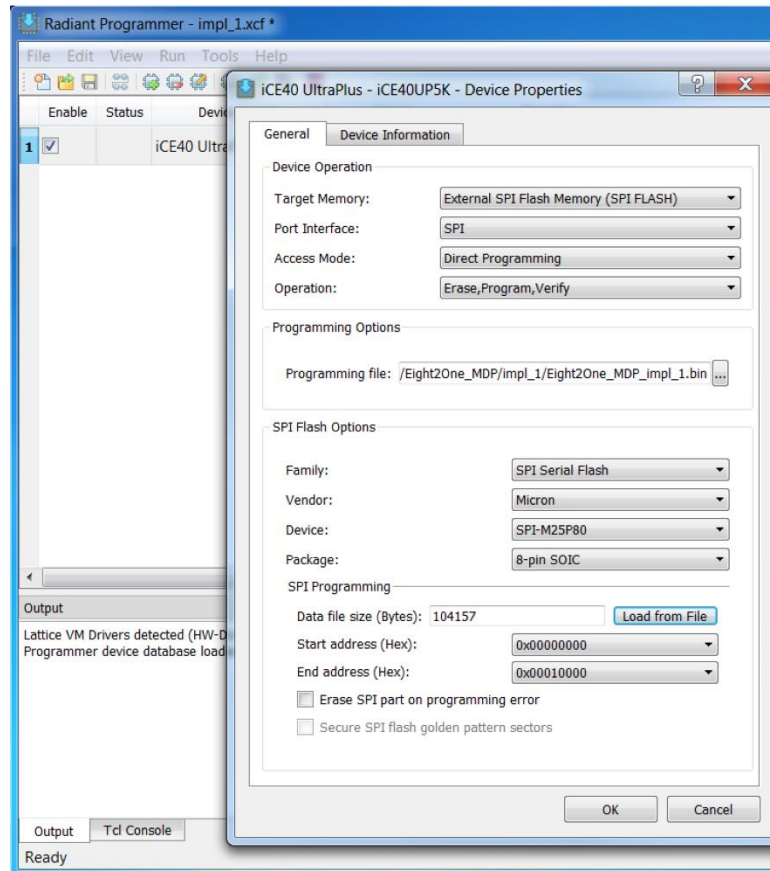 Radiant Programmer - impl_1.xcf *
File Edit View Run Tools Help
iCE40 UltraPlus - iCE40UP5K - Device Properties
Enable Status
1 iCE40
General Device Information
Device Operation
Target Memory: External SPI Flash Memory (SPI FLASH)
Port Interface: SPI
Access Mode: Direct Programming
Operation: Erase,Program,Verify
Programming Options
Programming file: /Eight2One_MDP/impl_1/Eight2One_MDP_impl_1.bin ...
SPI Flash Options
Family: SPI Serial Flash
Vendor: Micron
Device: SPI-M25P80
Package: 8-pin SOIC
SPI Programming
Data file size (Bytes): 104157 Load from File
Start address (Hex): 0x00000000
End address (Hex): 0x00010000
Erase SPI part on programming error
Secure SPI flash golden pattern sectors
OK Cancel
Output
Lattice VM Drivers detected (HW-D
Programmer device database load
Output Tcl Console
Ready